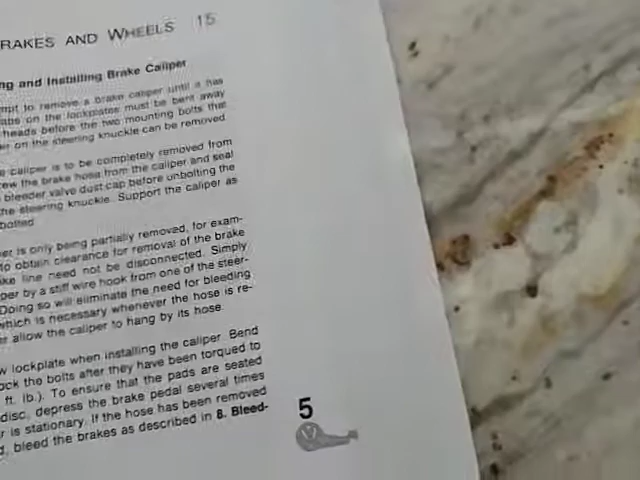 RAKES AND WHEELS 15
ng and Installing Brake Caliper
mpt to remove a brake caliper until it has
abs on the lockplates must be bent away
heads before the two mounting bolts that
er on the steering knuckle can be removed
e caliper is to be completely removed from
rew the brake hose from the caliper and seal
bleeder valve dust cap before unbolting the
the steering knuckle. Support the caliper as
bolted
er is only being partially removed, for exam-
to obtain clearance for removal of the brake
ake line need not be disconnected. Simply
per by a stiff wire hook from one of the steer-
Doing so will eliminate the need for bleeding
which is necessary whenever the hose is re-
er allow the caliper to hang by its hose.
w lockplate when installing the caliper. Bend
ock the bolts after they have been torqued to
ft. lb.). To ensure that the pads are seated
disc, depress the brake pedal several times
r is stationary. If the hose has been removed
d, bleed the brakes as described in 8. Bleed-
5